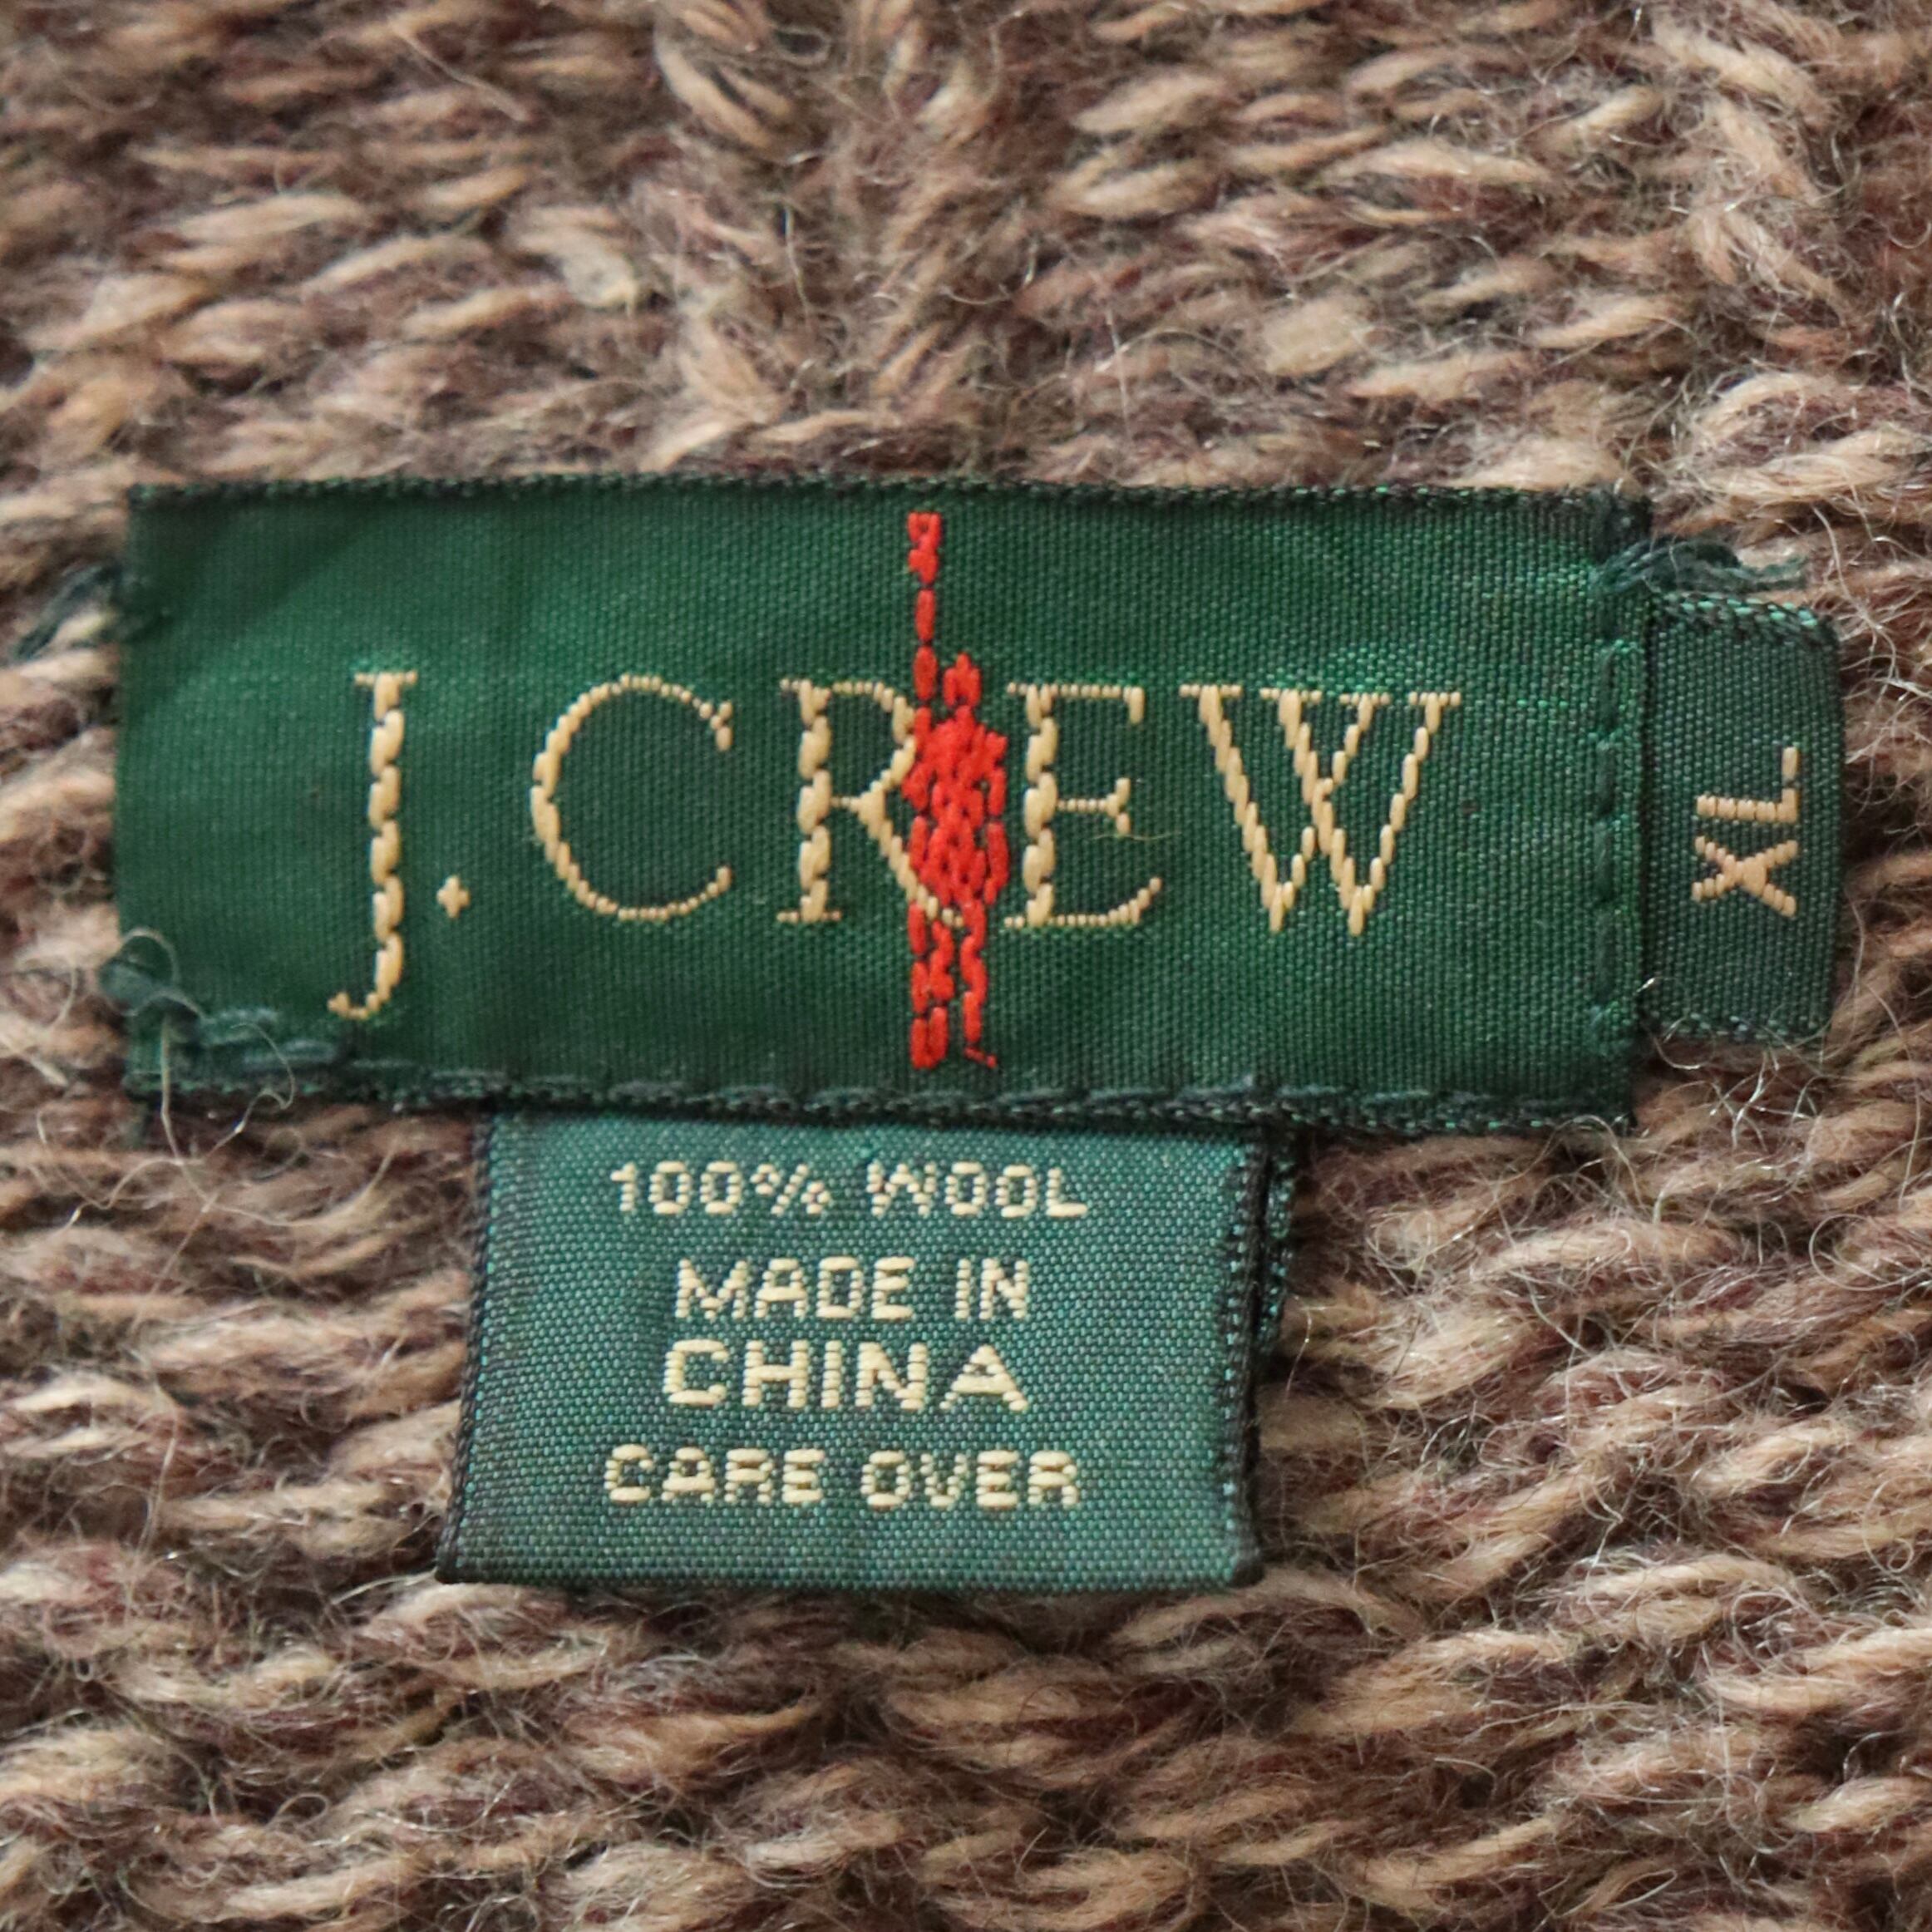 J.CREW
XL
100% WOOL
MADE IN
CHINA
CARE OVER